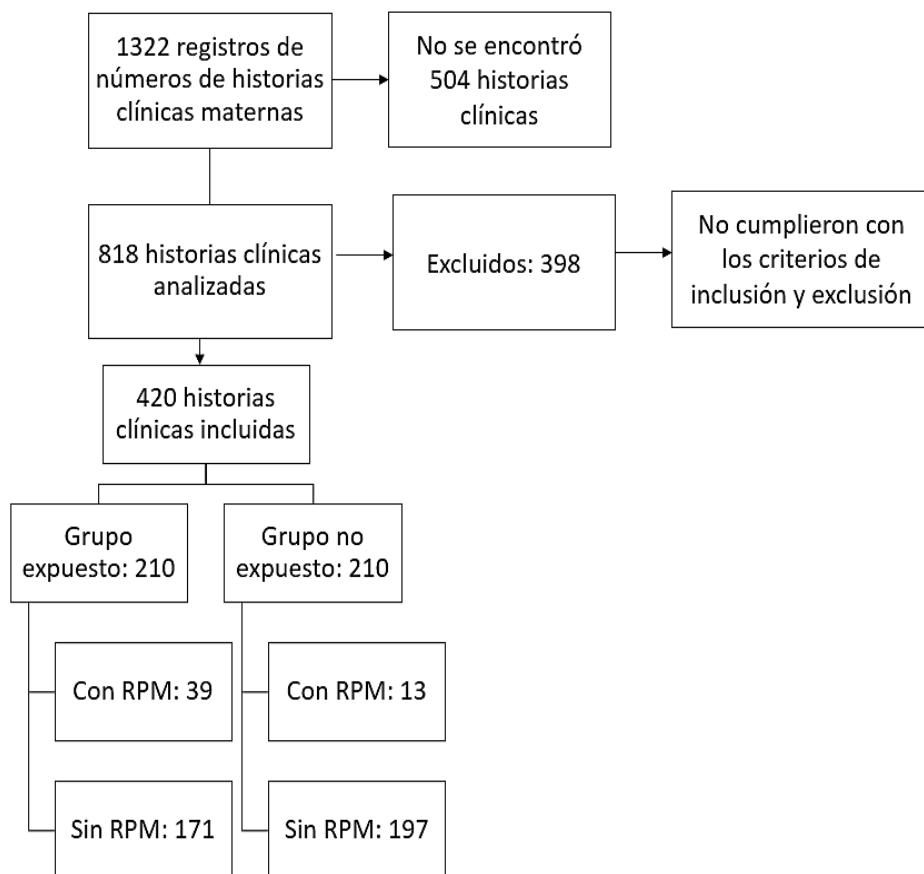 1322 registros de
números de historias
clínicas maternas
No se encontró
504 historias
clínicas
818 historias clínicas
analizadas
Excluidos: 398
No cumplieron con
los criterios de
inclusión y exclusión
420 historias
clínicas incluidas
Grupo
expuesto: 210
Grupo no
expuesto: 210
Con RPM: 39
Con RPM: 13
Sin RPM: 171
Sin RPM: 197